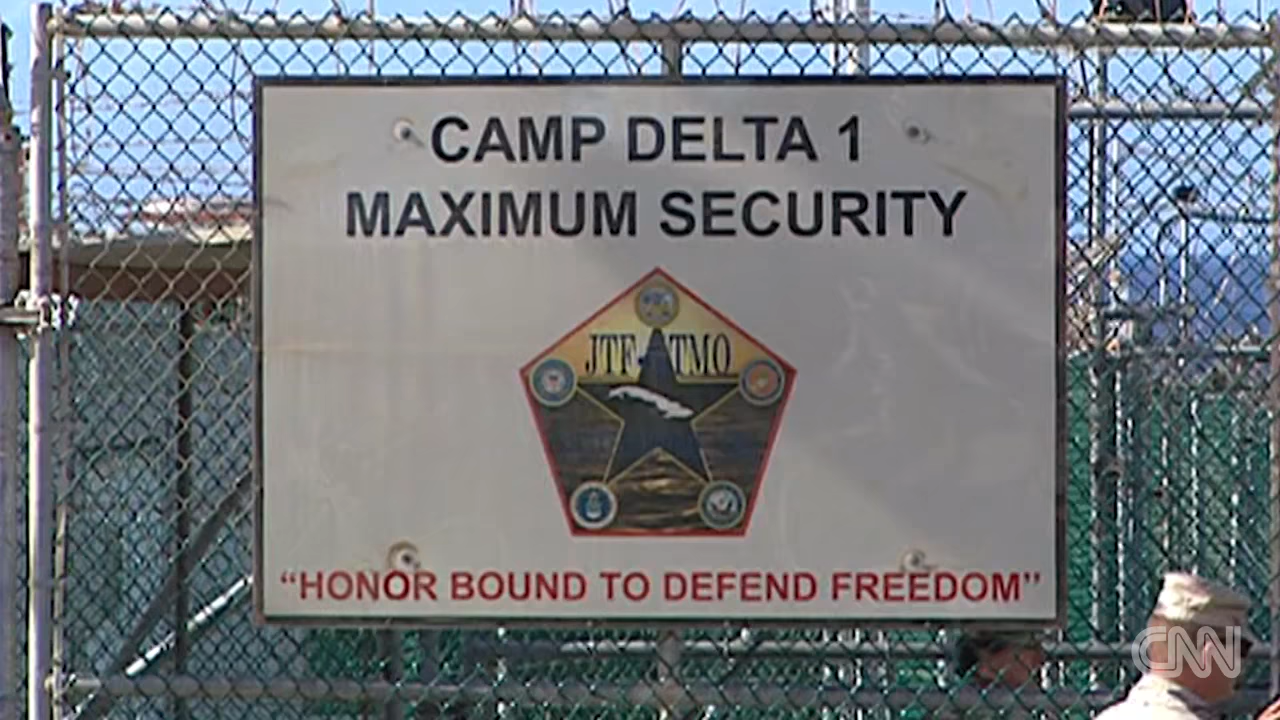 CAMP DELTA 1
MAXIMUM SECURITY
JTF GTMO
"HONOR BOUND TO DEFEND FREEDOM"
CNN